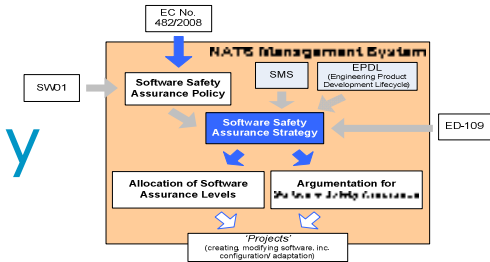 EC No.
482/2008
NATS Management System
SW01
Software Safety
Assurance Policy
SMS
EPDL
(Engineering Product
Development Lifecycle)
Software Safety
Assurance Strategy
ED-109
y
Allocation of Software
Assurance Levels
Argumentation for
'Projects'
(creating, modifying software, inc.
configuration/ adaptation)